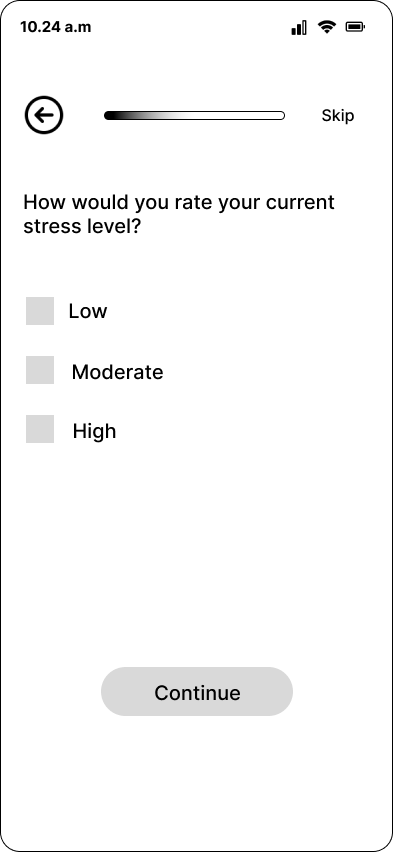 10.24 a.m
Skip
How would you rate your current
stress level?
Low
Moderate
High
Continue